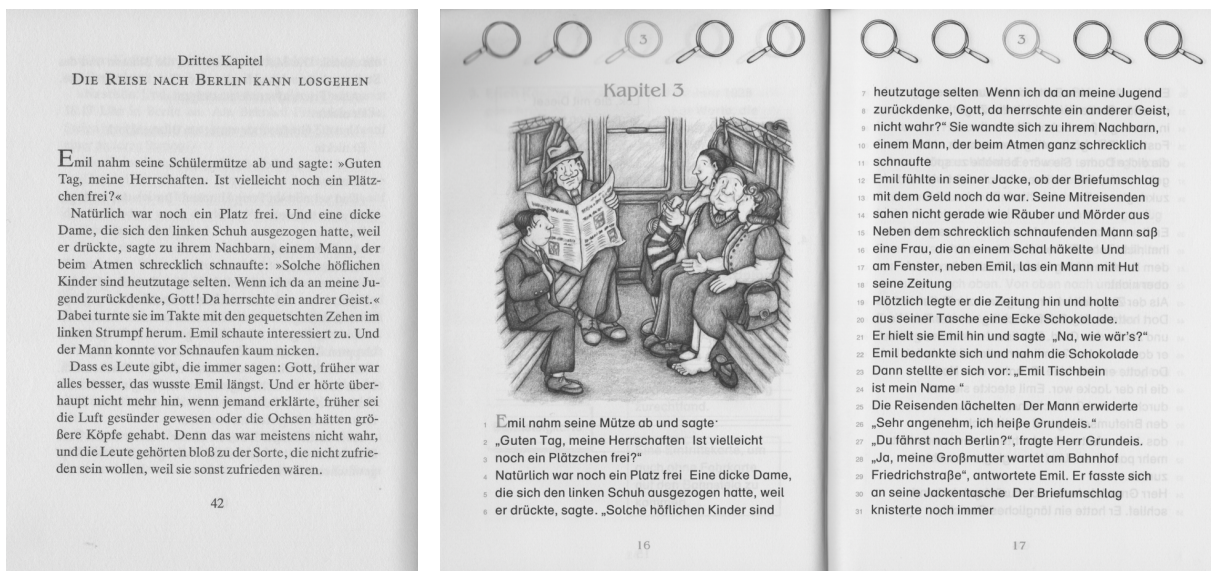 Drittes Kapitel
DIE REISE NACH BERLIN KANN LOSGEHEN
Emil nahm seine Schülermütze ab und sagte: »Guten
Tag, meine Herrschaften. Ist vielleicht noch ein Plätz-
chen frei?«
Natürlich war noch ein Platz frei. Und eine dicke
Dame, die sich den linken Schuh ausgezogen hatte, weil
er drückte, sagte zu ihrem Nachbarn, einem Mann, der
beim Atmen schrecklich schnaufte: »Solche höflichen
Kinder sind heutzutage selten. Wenn ich da an meine Ju-
gend zurückdenke, Gott! Da herrschte ein andrer Geist.«
Dabei turnte sie im Takte mit den gequetschten Zehen im
linken Strumpf herum. Emil schaute interessiert zu. Und
der Mann konnte vor Schnaufen kaum nicken.
Dass es Leute gibt, die immer sagen: Gott, früher war
alles besser, das wusste Emil längst. Und er hörte über-
haupt nicht mehr hin, wenn jemand erklärte, früher sei
die Luft gesünder gewesen oder die Ochsen hätten grö-
ßere Köpfe gehabt. Denn das war meistens nicht wahr,
und die Leute gehörten bloß zu der Sorte, die nicht zufrie-
den sein wollen, weil sie sonst zufrieden wären.
42
3
Kapitel 3
1 Emil nahm seine Mütze ab und sagte:
2 „Guten Tag, meine Herrschaften Ist vielleicht
3 noch ein Plätzchen frei?“
4 Natürlich war noch ein Platz frei Eine dicke Dame,
5 die sich den linken Schuh ausgezogen hatte, weil
6 er drückte, sagte. „Solche höflichen Kinder sind
16
3
7 heutzutage selten Wenn ich da an meine Jugend
8 zurückdenke, Gott, da herrschte ein anderer Geist,
9 nicht wahr?“ Sie wandte sich zu ihrem Nachbarn,
10 einem Mann, der beim Atmen ganz schrecklich
11 schnaufte
12 Emil fühlte in seiner Jacke, ob der Briefumschlag
13 mit dem Geld noch da war. Seine Mitreisenden
14 sahen nicht gerade wie Räuber und Mörder aus
15 Neben dem schrecklich schnaufenden Mann saß
16 eine Frau, die an einem Schal häkelte Und
17 am Fenster, neben Emil, las ein Mann mit Hut
18 seine Zeitung
19 Plötzlich legte er die Zeitung hin und holte
20 aus seiner Tasche eine Ecke Schokolade.
21 Er hielt sie Emil hin und sagte „Na, wie wär's?“
22 Emil bedankte sich und nahm die Schokolade
23 Dann stellte er sich vor: „Emil Tischbein
24 ist mein Name “
25 Die Reisenden lächelten Der Mann erwiderte
26 „Sehr angenehm, ich heiße Grundeis.“
27 „Du fährst nach Berlin?“, fragte Herr Grundeis.
28 „Ja, meine Großmutter wartet am Bahnhof
29 Friedrichstraße“, antwortete Emil. Er fasste sich
30 an seine Jackentasche Der Briefumschlag
31 knisterte noch immer
17